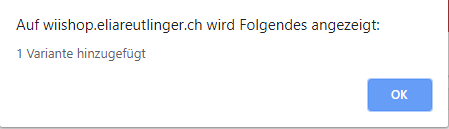 Auf wiishop.eliareutlinger.ch wird Folgendes angezeigt:
1 Variante hinzugefügt
OK